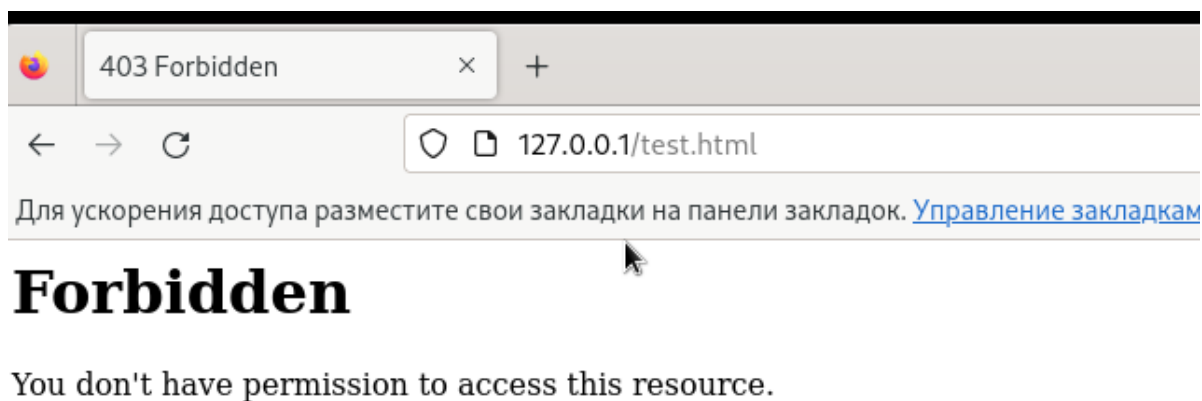 403 Forbidden
127.0.0.1/test.html
Для ускорения доступа разместите свои закладки на панели закладок. Управление закладкам
Forbidden
You don't have permission to access this resource.